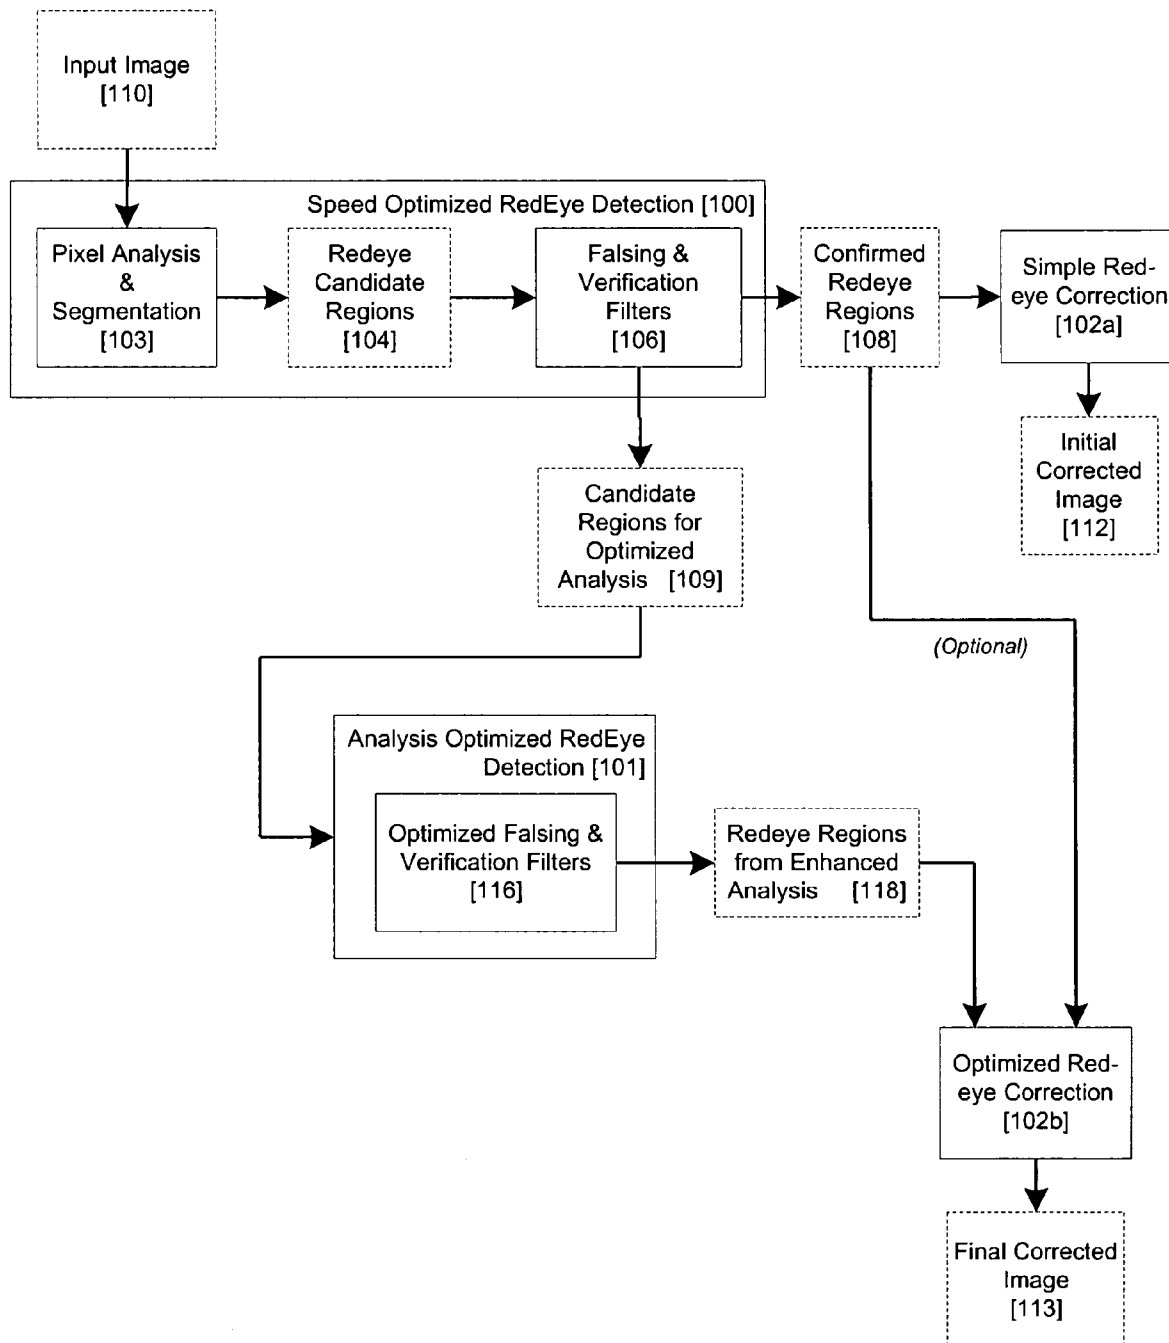 Input Image
[110]
Speed Optimized RedEye Detection [100]
Pixel Analysis
&
Segmentation
[103]
Redeye
Candidate
Regions
[104]
Falsing &
Verification
Filters
[106]
Confirmed
Redeye
Regions
[108]
Simple Red-
eye Correction
[102a]
Initial
Corrected
Image
[112]
Candidate
Regions for
Optimized
Analysis [109]
(Optional)
Analysis Optimized RedEye
Detection [101]
Optimized Falsing &
Verification Filters
[116]
Redeye Regions
from Enhanced
Analysis [118]
Optimized Red-
eye Correction
[102b]
Final Corrected
Image
[113]